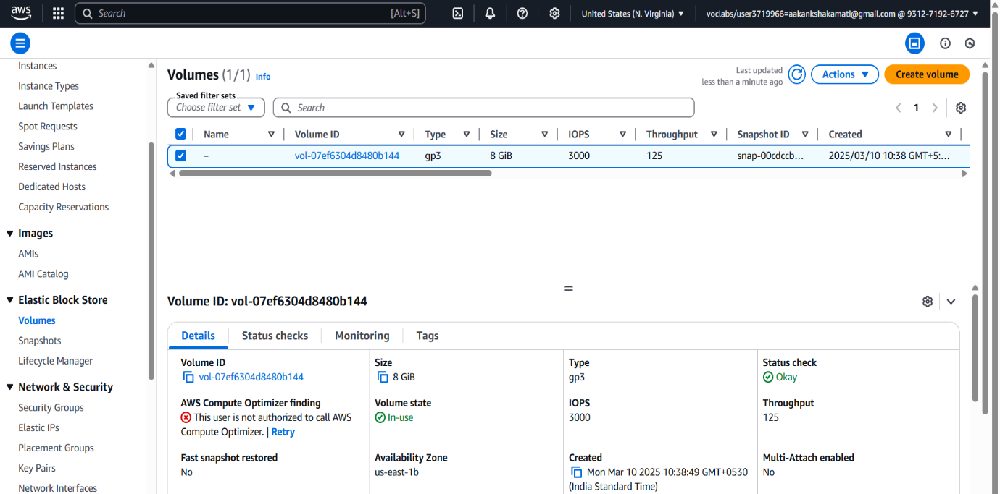 aws
Search [Alt+S]
United States (N. Virginia) ▼
voclabs/user3719966=aakankshakamati@gmail.com @ 9312-7192-6727 ▼
Instances
Instance Types
Launch Templates
Spot Requests
Savings Plans
Reserved Instances
Dedicated Hosts
Capacity Reservations
Images
AMIs
AMI Catalog
Elastic Block Store
Volumes
Snapshots
Lifecycle Manager
Network & Security
Security Groups
Elastic IPs
Placement Groups
Key Pairs
Network Interfaces
Volumes (1/1) Info
Last updated
less than a minute ago
Actions ▼
Create volume
Saved filter sets
Choose filter set ▼
Search
1
Name Volume ID Type Size IOPS Throughput Snapshot ID Created
– vol-07ef6304d8480b144 gp3 8 GiB 3000 125 snap-00cdccb... 2025/03/10 10:38 GMT+5:...
Volume ID: vol-07ef6304d8480b144
Details Status checks Monitoring Tags
Volume ID
vol-07ef6304d8480b144
Size
8 GiB
Type
gp3
Status check
Okay
AWS Compute Optimizer finding
This user is not authorized to call AWS
Compute Optimizer. | Retry
Volume state
In-use
IOPS
3000
Throughput
125
Fast snapshot restored
No
Availability Zone
us-east-1b
Created
Mon Mar 10 2025 10:38:49 GMT+0530
(India Standard Time)
Multi-Attach enabled
No